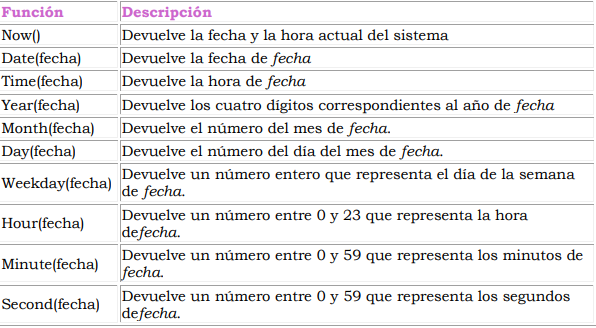 Función Descripción
Now() Devuelve la fecha y la hora actual del sistema
Date(fecha) Devuelve la fecha de fecha
Time(fecha) Devuelve la hora de fecha
Year(fecha) Devuelve los cuatro dígitos correspondientes al año de fecha
Month(fecha) Devuelve el número del mes de fecha.
Day(fecha) Devuelve el número del día del mes de fecha.
Weekday(fecha) Devuelve un número entero que representa el día de la semana
de fecha.
Hour(fecha) Devuelve un número entre 0 y 23 que representa la hora
defecha.
Minute(fecha) Devuelve un número entre 0 y 59 que representa los minutos de
fecha.
Second(fecha) Devuelve un número entre 0 y 59 que representa los segundos
defecha.